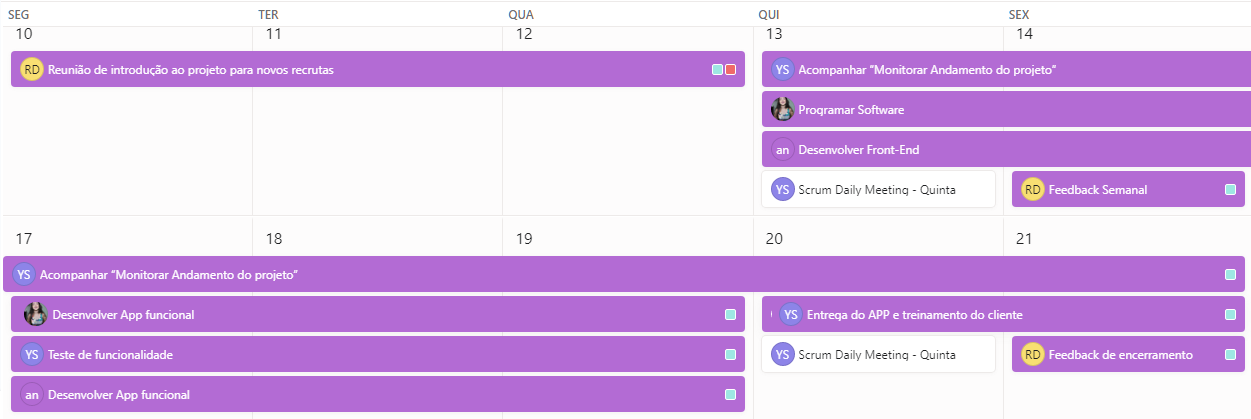 SEG TER QUA QUI SEX
10 11 12 13 14
RD Reunião de introdução ao projeto para novos recrutas
YS Acompanhar "Monitorar Andamento do projeto"
Programar Software
an Desenvolver Front-End
YS Scrum Daily Meeting - Quinta
RD Feedback Semanal
17 18 19 20 21
YS Acompanhar "Monitorar Andamento do projeto"
Desenvolver App funcional
YS Entrega do APP e treinamento do cliente
YS Teste de funcionalidade
YS Scrum Daily Meeting - Quinta
RD Feedback de encerramento
an Desenvolver App funcional